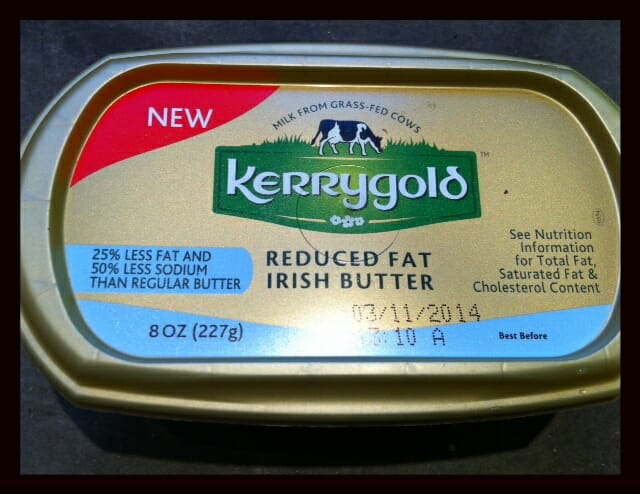 NEW
MILK FROM GRASS-FED COWS
Kerrygold
TM
25% LESS FAT AND
50% LESS SODIUM
THAN REGULAR BUTTER
REDUCED FAT
IRISH BUTTER
See Nutrition
Information
for Total Fat,
Saturated Fat &
Cholesterol Content
8 OZ (227g)
03/11/2014
10 A
Best Before